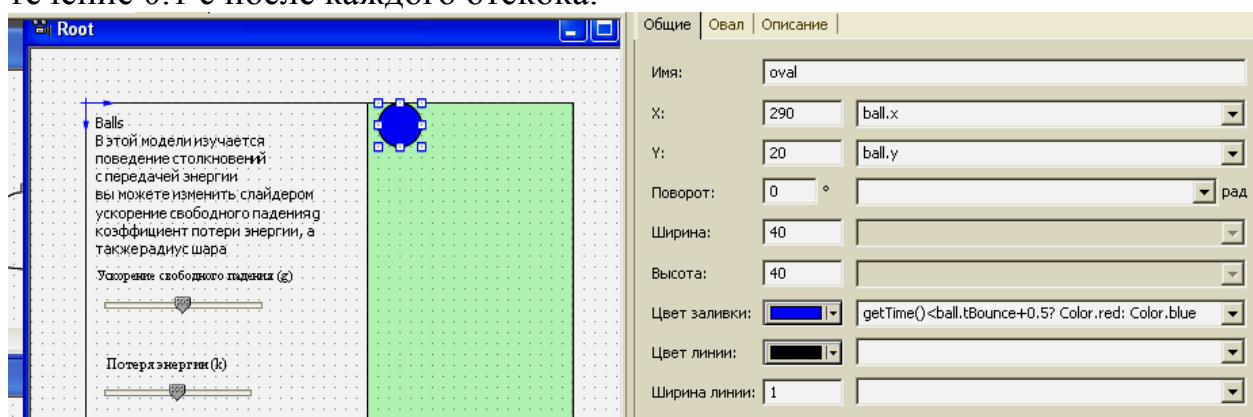 течение 0.1 с после каждого отскока.
Root
Balls
В этой модели изучается
поведение столкновений
с передачей энергии
вы можете изменить слайдером
ускорение свободного падения g
коэффициент потери энергии, а
также радиус шара
Ускорение свободного падения (g)
Потеря энергии (k)
Общие Овал Описание
Имя: oval
X: 290 ball.x
Y: 20 ball.y
Поворот: 0 ° рад
Ширина: 40
Высота: 40
Цвет заливки: getTime()<ball.tBounce+0.5? Color.red: Color.blue
Цвет линии:
Ширина линии: 1